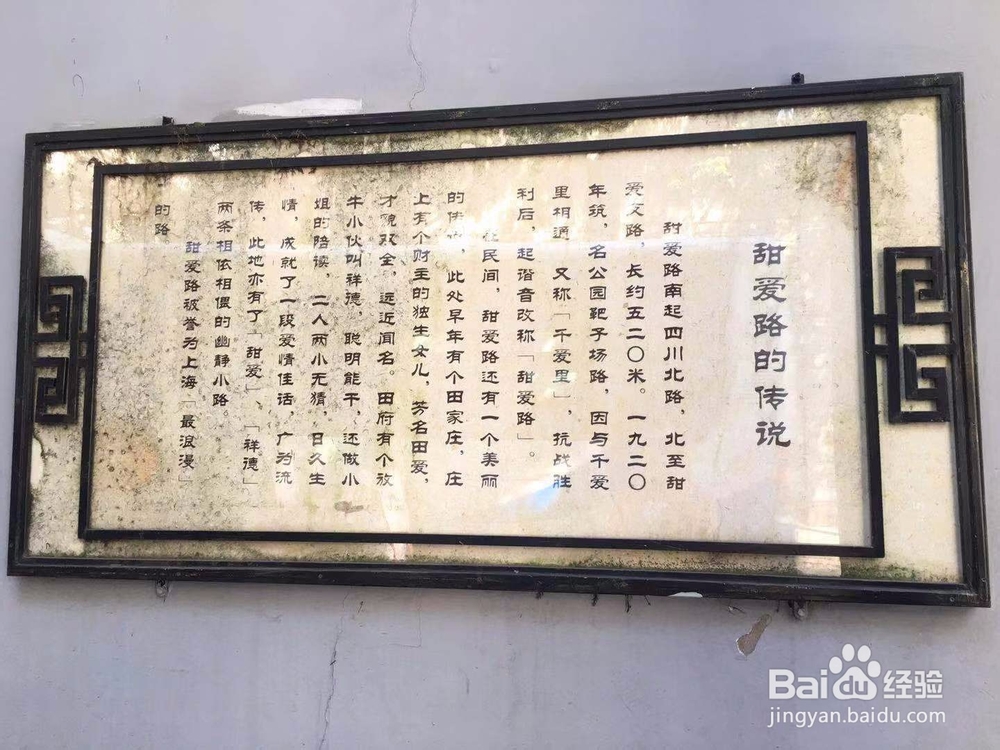 甜爱路的传说
甜爱路南起四川北路，北至甜
爱支路，长约五二〇米。一九二〇
年筑，名公园靶子场路，因与千爱
里相通，又称「千爱里」，抗战胜
利后，起谐音改称「甜爱路」。
在民间，甜爱路还有一个美丽
的传说，此处早年有个田家庄，庄
上有个财主的独生女儿，芳名田爱，
才貌双全，远近闻名。田府有个放
牛小伙叫祥德，聪明能干，还做小
姐的陪读，二人两小无猜，日久生
情，成就了一段爱情佳话，广为流
传，此地亦有了「甜爱」、「祥德」
两条相依相偎的幽静小路。
甜爱路被誉为上海「最浪漫」
的路
Baidu经验
jingyan.baidu.com